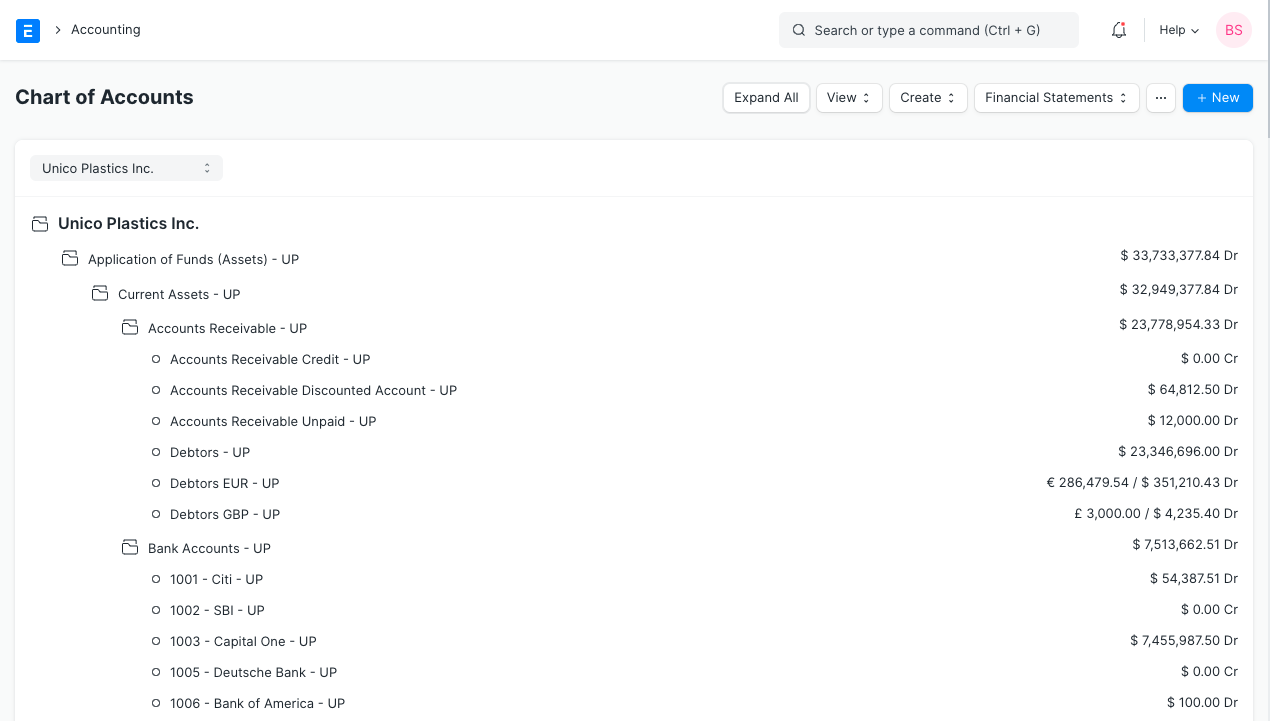 E > Accounting Search or type a command (Ctrl + G) Help BS
Chart of Accounts Expand All View Create Financial Statements ... + New
Unico Plastics Inc.
Unico Plastics Inc.
Application of Funds (Assets) - UP $ 33,733,377.84 Dr
Current Assets - UP $ 32,949,377.84 Dr
Accounts Receivable - UP $ 23,778,954.33 Dr
Accounts Receivable Credit - UP $ 0.00 Cr
Accounts Receivable Discounted Account - UP $ 64,812.50 Dr
Accounts Receivable Unpaid - UP $ 12,000.00 Dr
Debtors - UP $ 23,346,696.00 Dr
Debtors EUR - UP € 286,479.54 / $ 351,210.43 Dr
Debtors GBP - UP £ 3,000.00 / $ 4,235.40 Dr
Bank Accounts - UP $ 7,513,662.51 Dr
1001 - Citi - UP $ 54,387.51 Dr
1002 - SBI - UP $ 0.00 Cr
1003 - Capital One - UP $ 7,455,987.50 Dr
1005 - Deutsche Bank - UP $ 0.00 Cr
1006 - Bank of America - UP $ 100.00 Dr